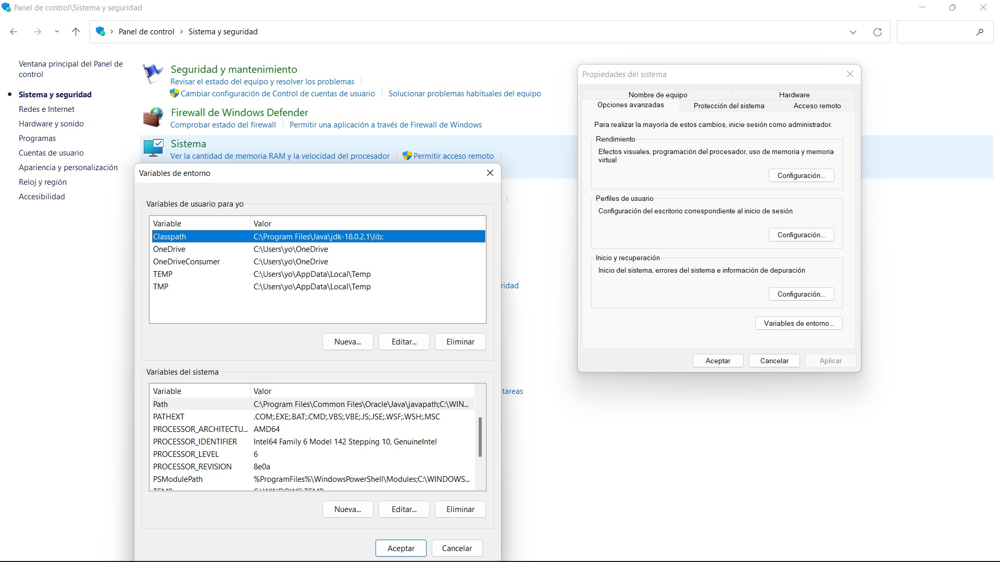 Panel de control\Sistema y seguridad
Panel de control > Sistema y seguridad
Ventana principal del Panel de
control
Sistema y seguridad
Redes e Internet
Hardware y sonido
Programas
Cuentas de usuario
Apariencia y personalización
Reloj y región
Accesibilidad
Seguridad y mantenimiento
Revisar el estado del equipo y resolver los problemas
Cambiar configuración de Control de cuentas de usuario
Solucionar problemas habituales del equipo
Firewall de Windows Defender
Comprobar estado del firewall
Permitir una aplicación a través de Firewall de Windows
Sistema
Ver la cantidad de memoria RAM y la velocidad del procesador
Permitir acceso remoto
ridad
tareas
Variables de entorno
Variables de usuario para yo
Variable Valor
Classpath C:\Program Files\Java\jdk-18.0.2.1\lib;
OneDrive C:\Users\yo\OneDrive
OneDriveConsumer C:\Users\yo\OneDrive
TEMP C:\Users\yo\AppData\Local\Temp
TMP C:\Users\yo\AppData\Local\Temp
Nueva... Editar... Eliminar
Variables del sistema
Variable Valor
Path C:\Program Files\Common Files\Oracle\Java\javapath;C:\WIN...
PATHEXT .COM;.EXE;.BAT;.CMD;.VBS;.VBE;.JS;.JSE;.WSF;.WSH;.MSC
PROCESSOR_ARCHITECTU... AMD64
PROCESSOR_IDENTIFIER Intel64 Family 6 Model 142 Stepping 10, GenuineIntel
PROCESSOR_LEVEL 6
PROCESSOR_REVISION 8e0a
PSModulePath %ProgramFiles%\WindowsPowerShell\Modules;C:\WINDOWS...
TEMP C:\WINDOWS\TEMP
Nueva... Editar... Eliminar
Aceptar Cancelar
Propiedades del sistema
Nombre de equipo Hardware
Opciones avanzadas Protección del sistema Acceso remoto
Para realizar la mayoría de estos cambios, inicie sesión como administrador.
Rendimiento
Efectos visuales, programación del procesador, uso de memoria y memoria
virtual
Configuración...
Perfiles de usuario
Configuración del escritorio correspondiente al inicio de sesión
Configuración...
Inicio y recuperación
Inicio del sistema, errores del sistema e información de depuración
Configuración...
Variables de entorno...
Aceptar Cancelar Aplicar